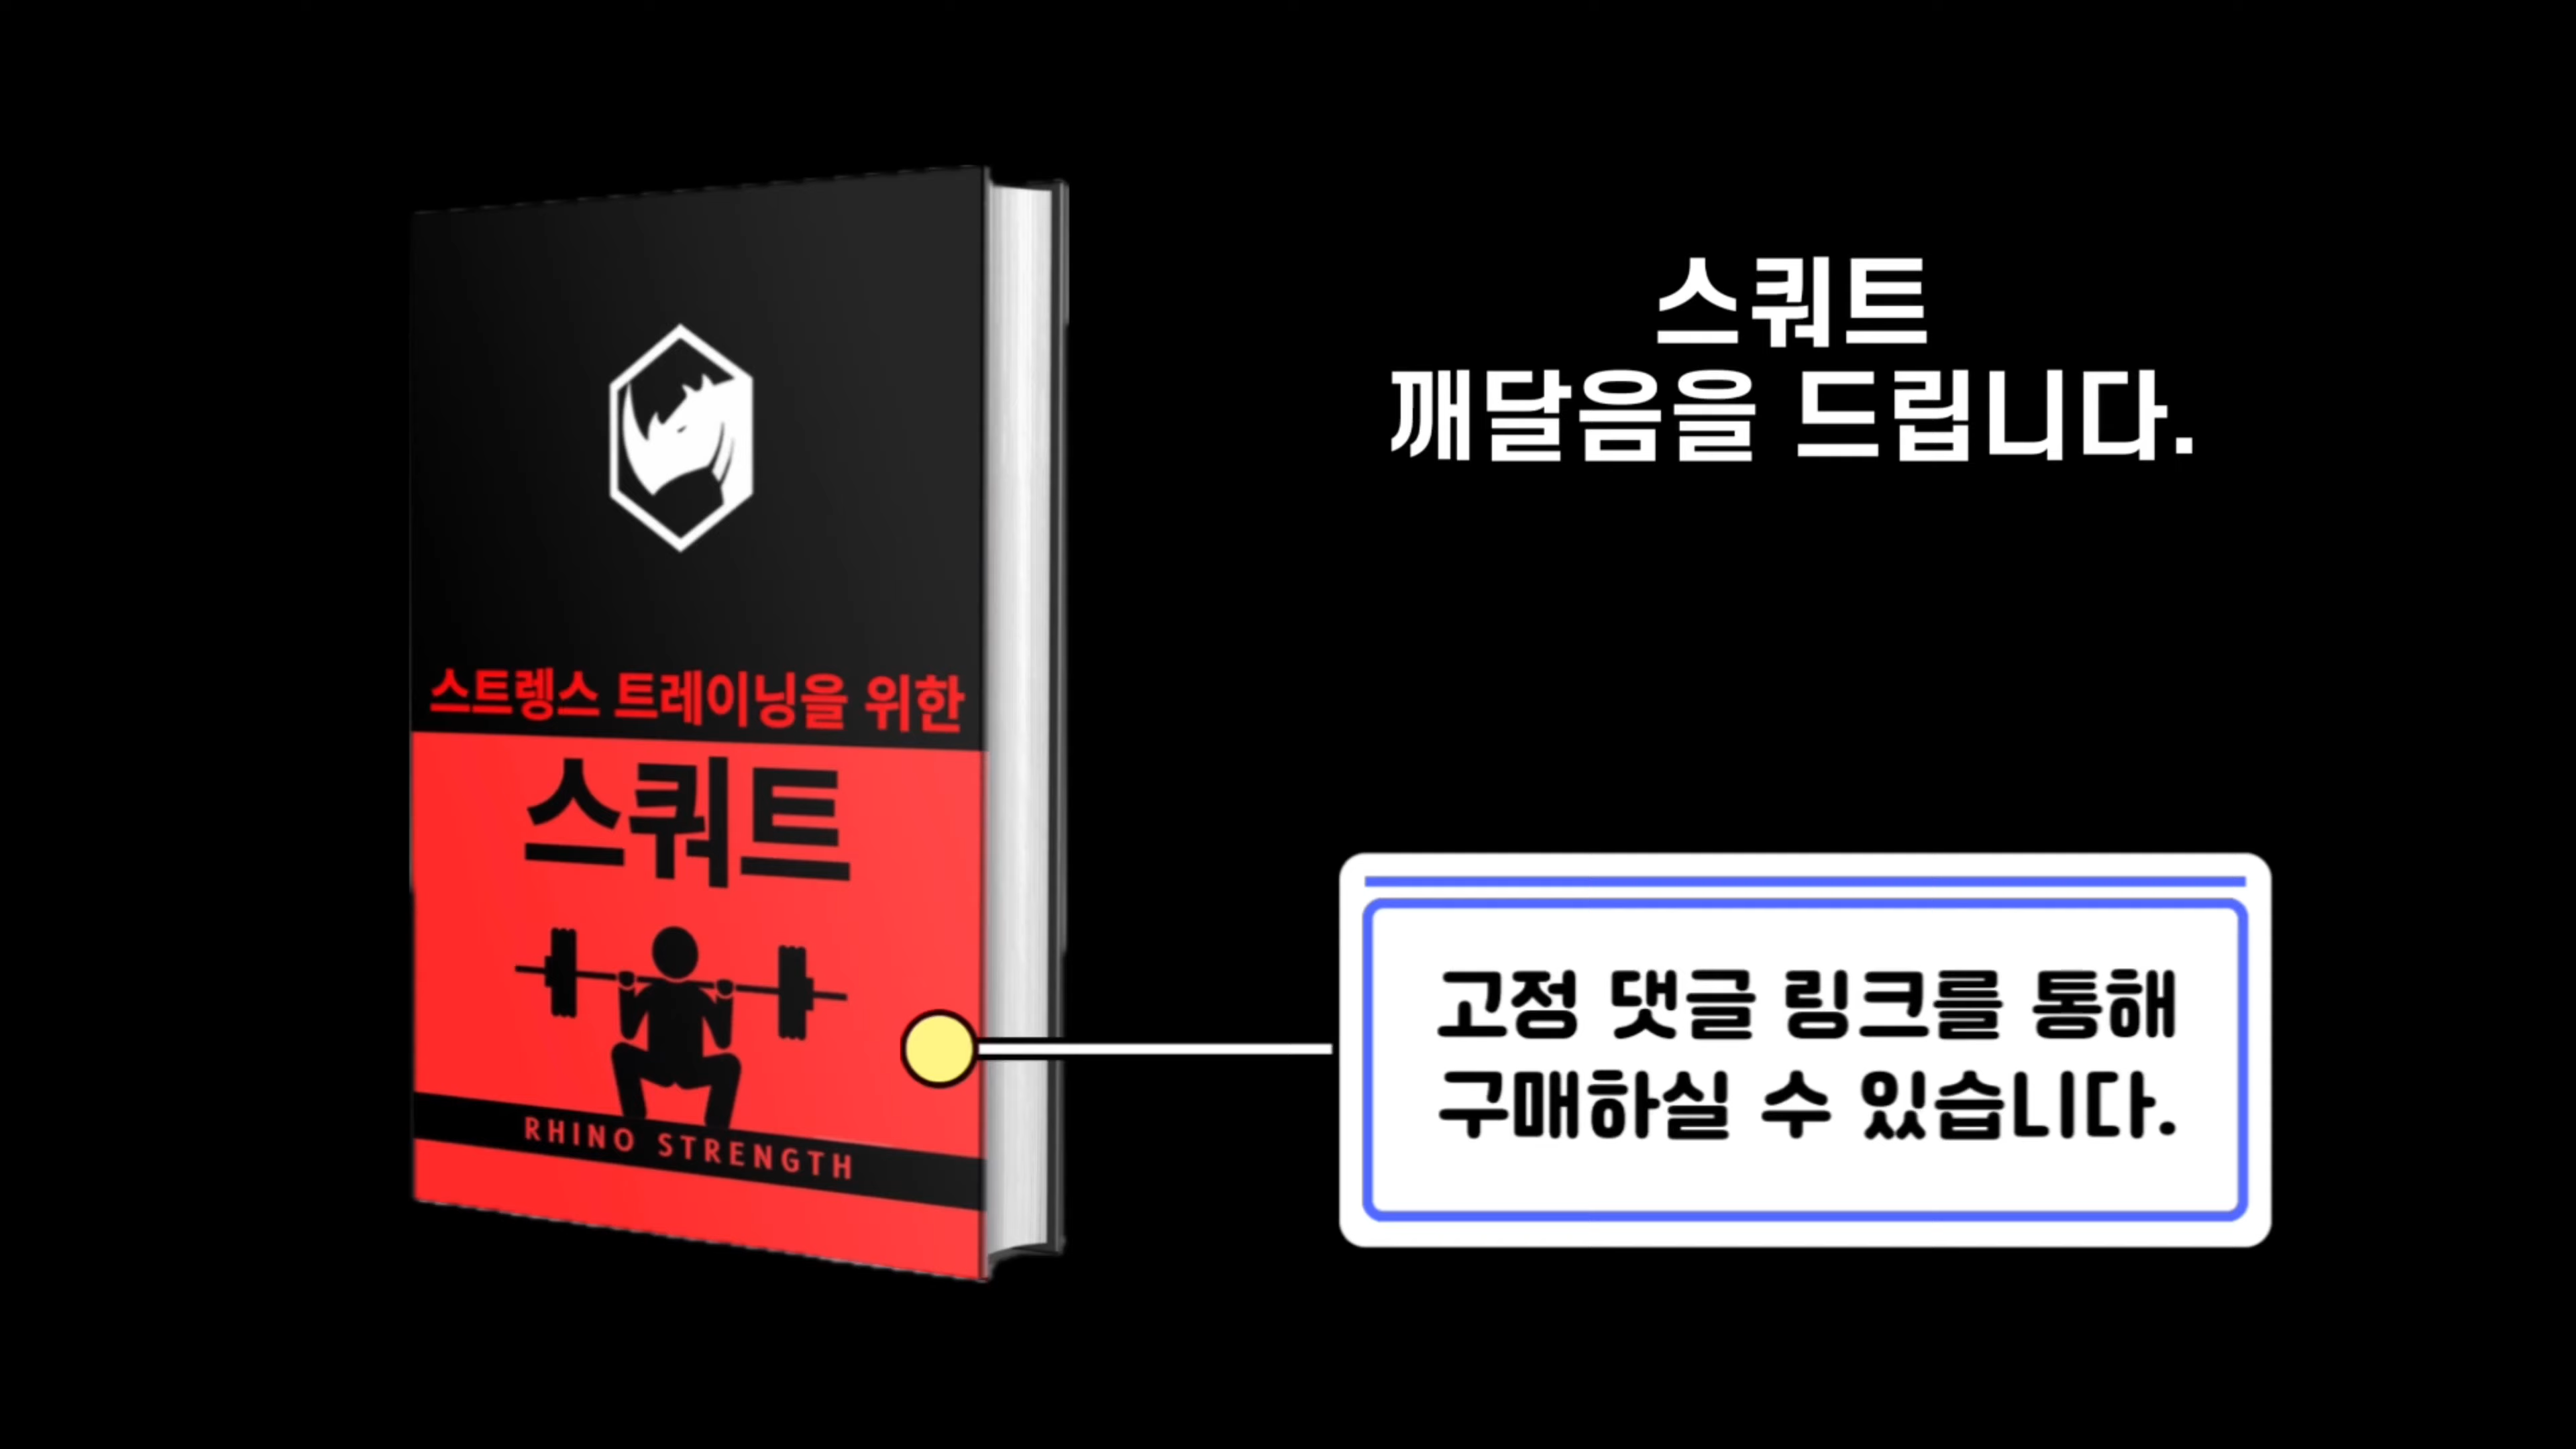 스트렝스 트레이닝을 위한
스쿼트
RHINO STRENGTH
스쿼트
깨달음을 드립니다.
고정 댓글 링크를 통해
구매하실 수 있습니다.